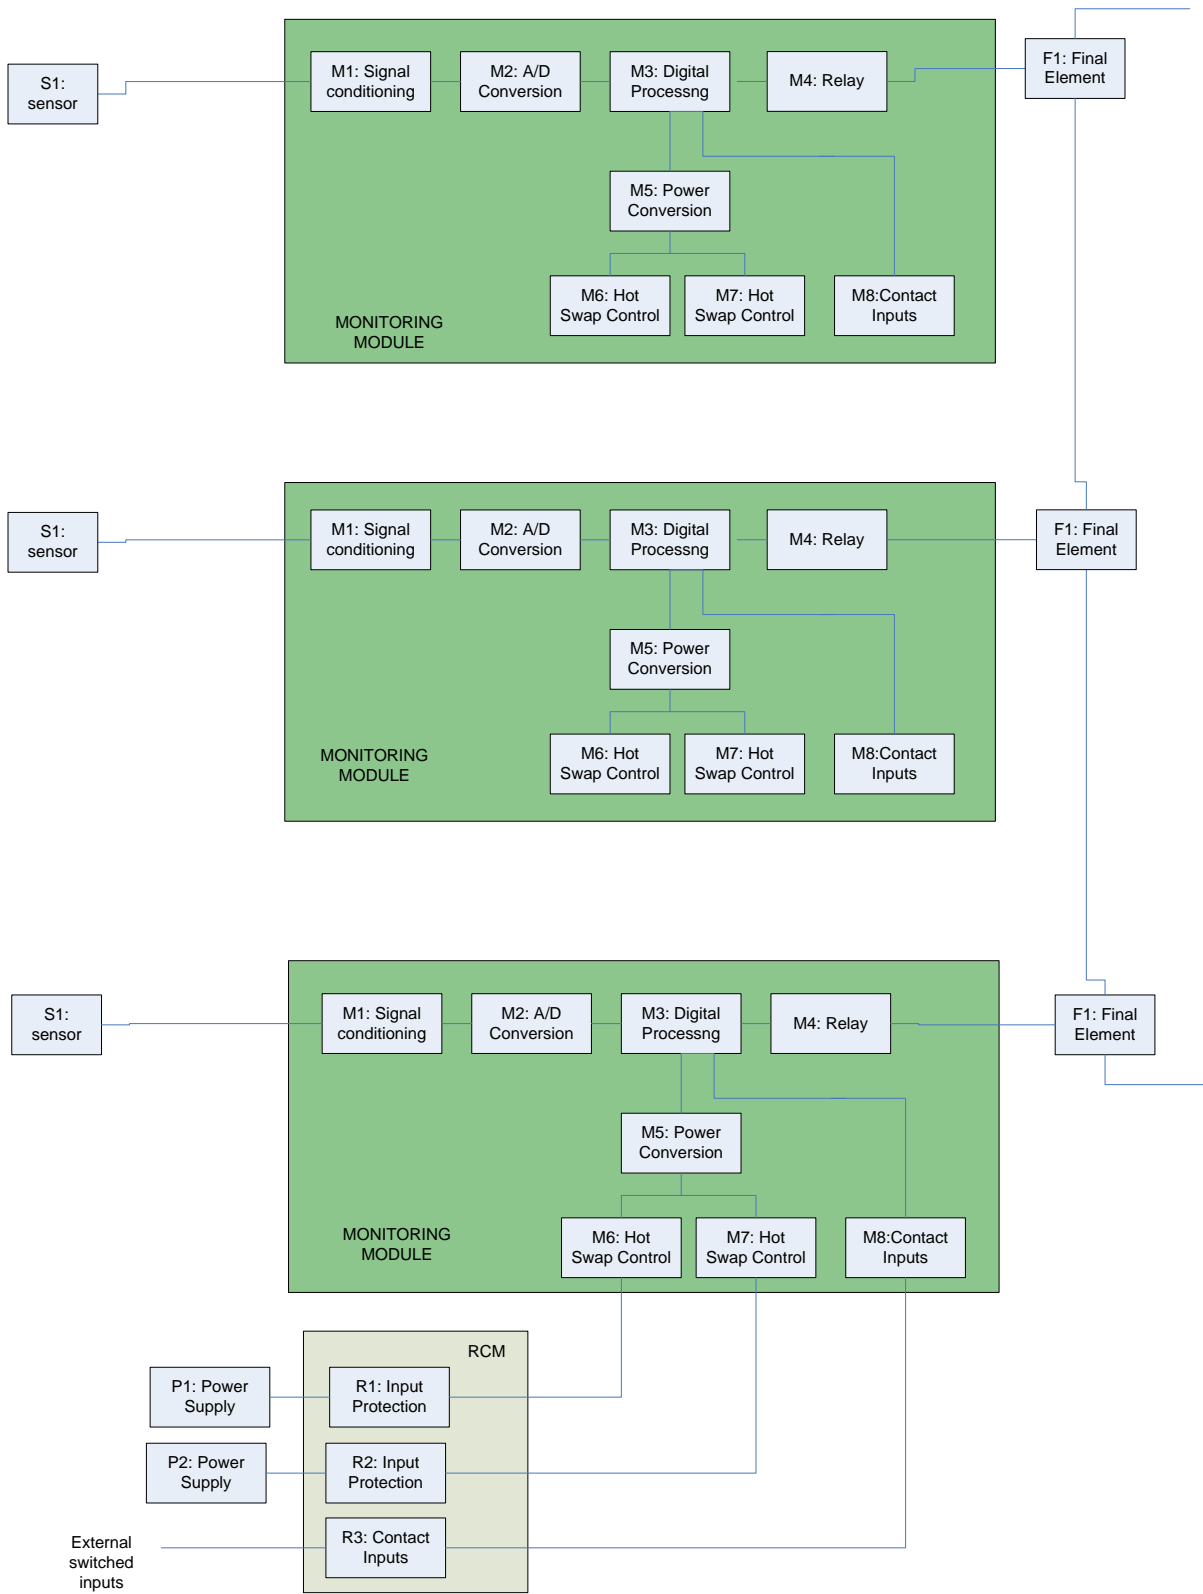 S1:
sensor
M1: Signal
conditioning
M2: A/D
Conversion
M3: Digital
Processng
M4: Relay
F1: Final
Element
M5: Power
Conversion
M6: Hot
Swap Control
M7: Hot
Swap Control
M8:Contact
Inputs
MONITORING
MODULE
S1:
sensor
M1: Signal
conditioning
M2: A/D
Conversion
M3: Digital
Processng
M4: Relay
F1: Final
Element
M5: Power
Conversion
M6: Hot
Swap Control
M7: Hot
Swap Control
M8:Contact
Inputs
MONITORING
MODULE
S1:
sensor
M1: Signal
conditioning
M2: A/D
Conversion
M3: Digital
Processng
M4: Relay
F1: Final
Element
M5: Power
Conversion
M6: Hot
Swap Control
M7: Hot
Swap Control
M8:Contact
Inputs
MONITORING
MODULE
RCM
P1: Power
Supply
R1: Input
Protection
P2: Power
Supply
R2: Input
Protection
External
switched
inputs
R3: Contact
Inputs